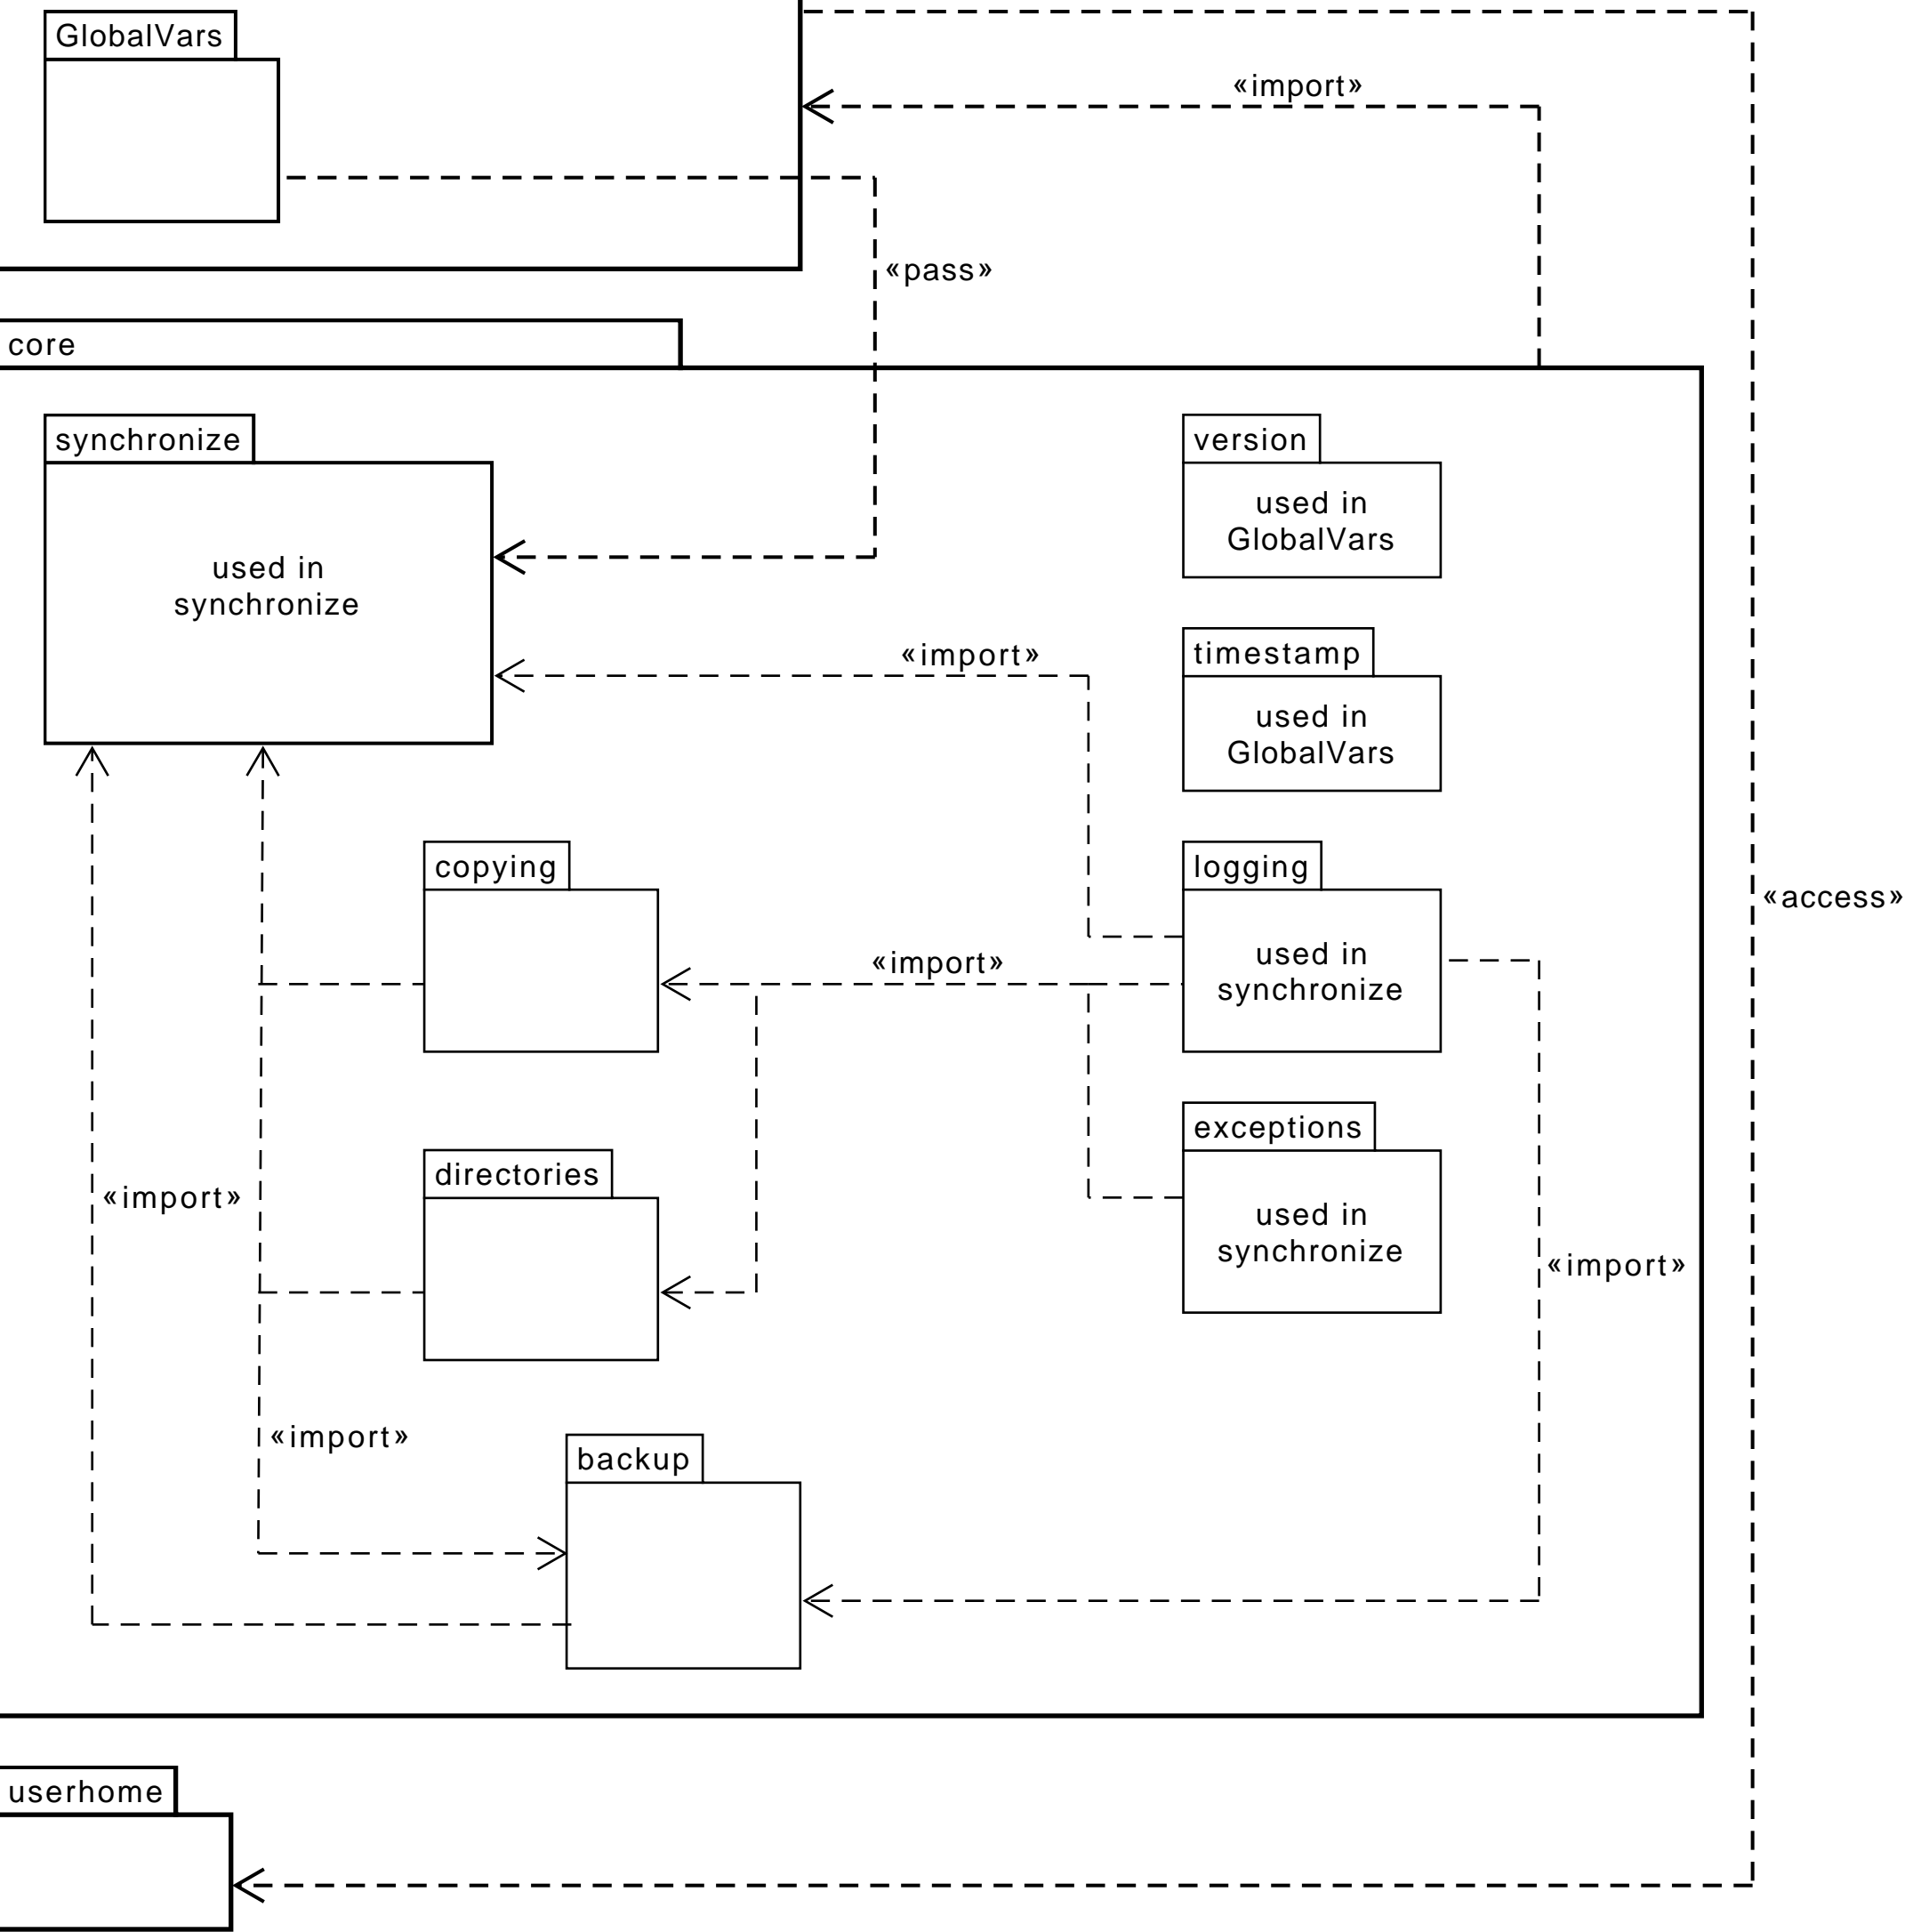 GlobalVars
«import»
«pass»
core
synchronize
used in
synchronize
version
used in
GlobalVars
«import»
timestamp
used in
GlobalVars
copying
logging
used in
synchronize
«import»
«access»
directories
exceptions
used in
synchronize
«import»
«import»
«import»
backup
userhome